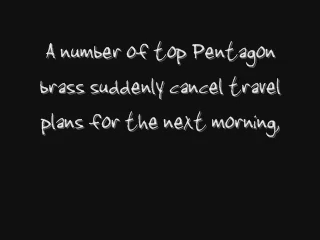 A number of top Pentagon
brass suddenly cancel travel
plans for the next morning,